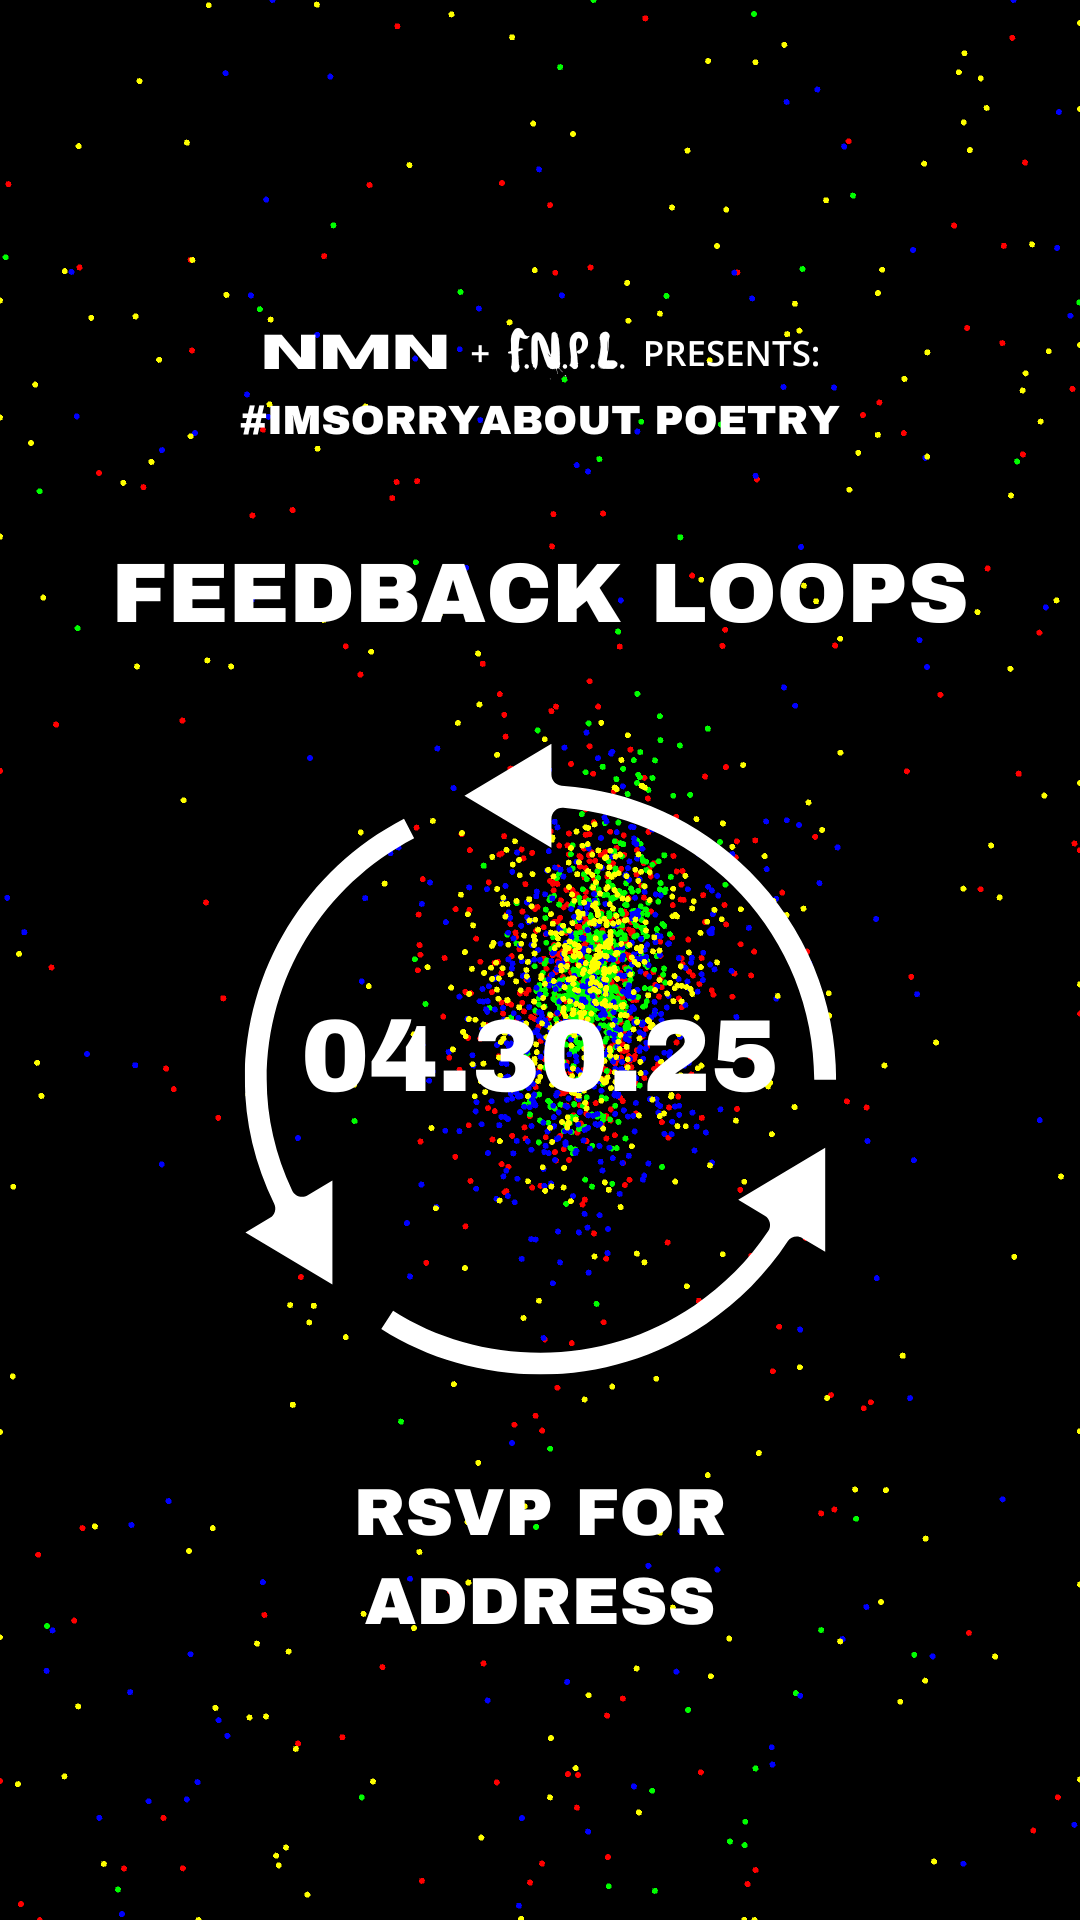 NMN + F.N.P.L. PRESENTS:
#IMSORRYABOUT POETRY
FEEDBACK LOOPS
04.30.25
RSVP FOR
ADDRESS